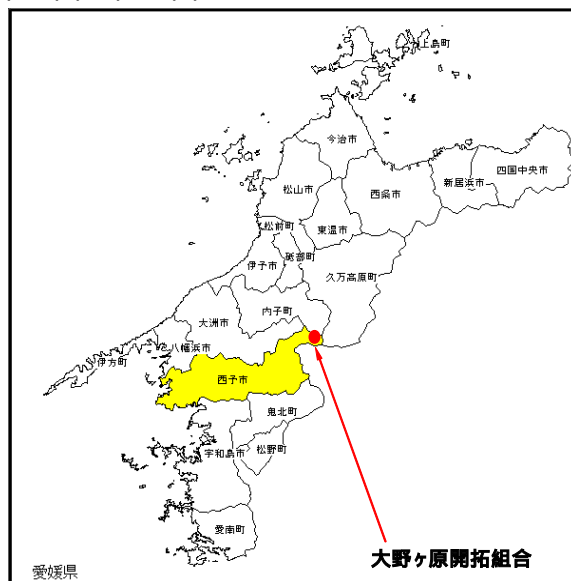 上島町
今治市
松山市
西条市
新居浜市
四国中央市
松前町
東温市
伊予市
砥部町
久万高原町
内子町
大洲市
八幡浜市
伊方町
西予市
鬼北町
宇和島市
松野町
愛南町
大野ヶ原開拓組合
愛媛県